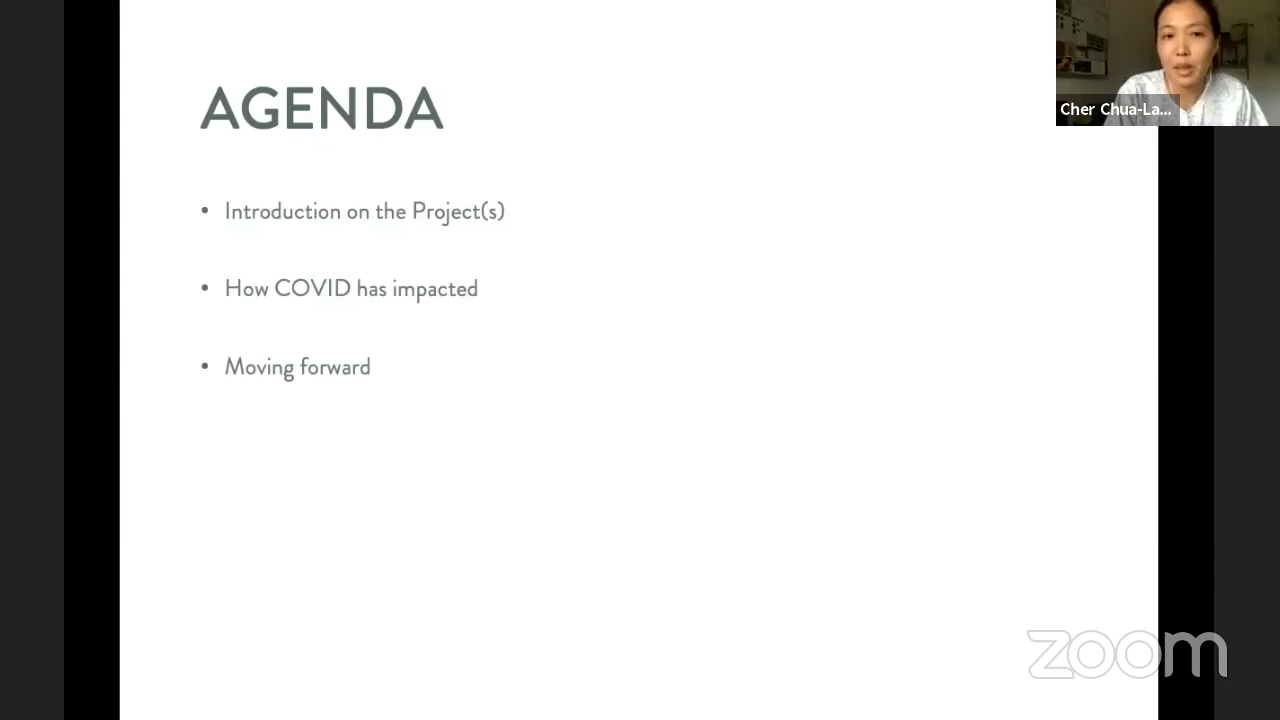 AGENDA
• Introduction on the Project(s)
• How COVID has impacted
• Moving forward
Cher Chua-La...
zoom